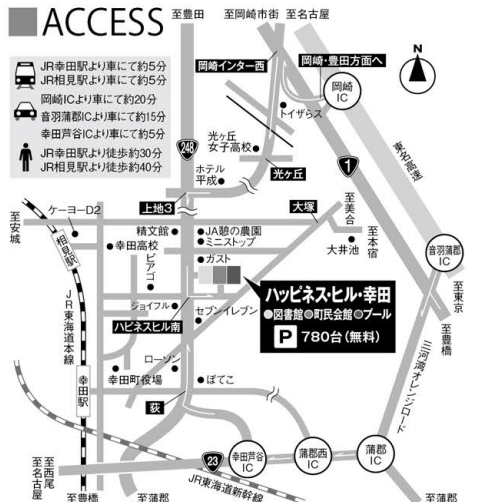 ACCESS
至豊田
至岡崎市街
至名古屋
JR幸田駅より車にて約5分
JR相見駅より車にて約5分
岡崎ICより車にて約20分
音羽蒲郡ICより車にて約15分
幸田芦谷ICより車にて約5分
JR幸田駅より徒歩約30分
JR相見駅より徒歩約40分
岡崎インター西
岡崎・豊田方面へ
N
岡崎
IC
トイザらス
東名高速
248
光ヶ丘
女子高校
1
ホテル
平成
光ヶ丘
上地3
大塚
至美合
至本宿
至安城
ケーヨーD2
相見駅
精文館
JA憩の農園
ミニストップ
幸田高校
大井池
音羽蒲郡
IC
ピアゴ
ガスト
至東京
至豊橋
JR東海道本線
ハッピネス・ヒル・幸田
図書館 町民会館 プール
P 780台(無料)
ジョイフル
セブンイレブン
ハピネスヒル南
三河湾オレンジロード
ローソン
幸田駅
幸田町役場
ぽてこ
荻
23
幸田芦谷
IC
蒲郡西
IC
蒲郡
IC
至西尾
至名古屋
JR東海道新幹線
至豊橋
至蒲郡
至蒲郡